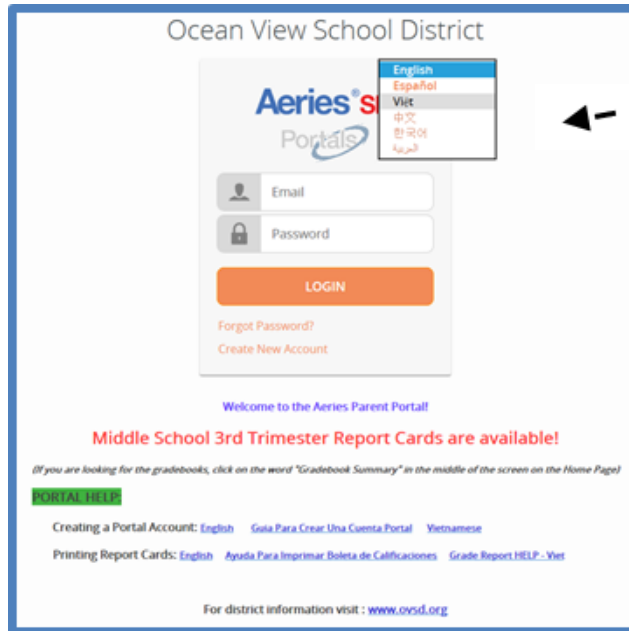 Ocean View School District
English
Español
Việt
中文
한국어
العربية
Aeries® S
Portals
Email
Password
LOGIN
Forgot Password?
Create New Account
Welcome to the Aeries Parent Portal!
Middle School 3rd Trimester Report Cards are available!
(If you are looking for the gradebooks, click on the word "Gradebook Summary" in the middle of the screen on the Home Page)
PORTAL HELP:
Creating a Portal Account: English Guia Para Crear Una Cuenta Portal Vietnamese
Printing Report Cards: English Ayuda Para Imprimir Boleta de Calificaciones Grade Report HELP - Viet
For district information visit : www.ovsd.org